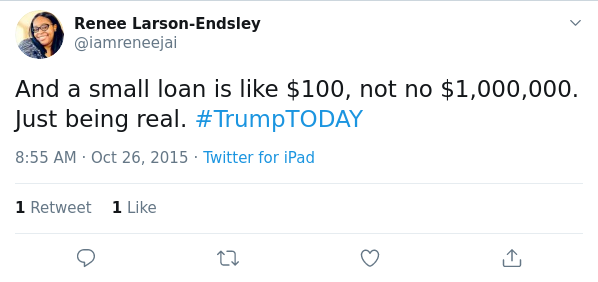 Renee Larson-Endsley
@iamreneejai
And a small loan is like $100, not no $1,000,000.
Just being real. #TrumpTODAY
8:55 AM · Oct 26, 2015 · Twitter for iPad
1 Retweet 1 Like